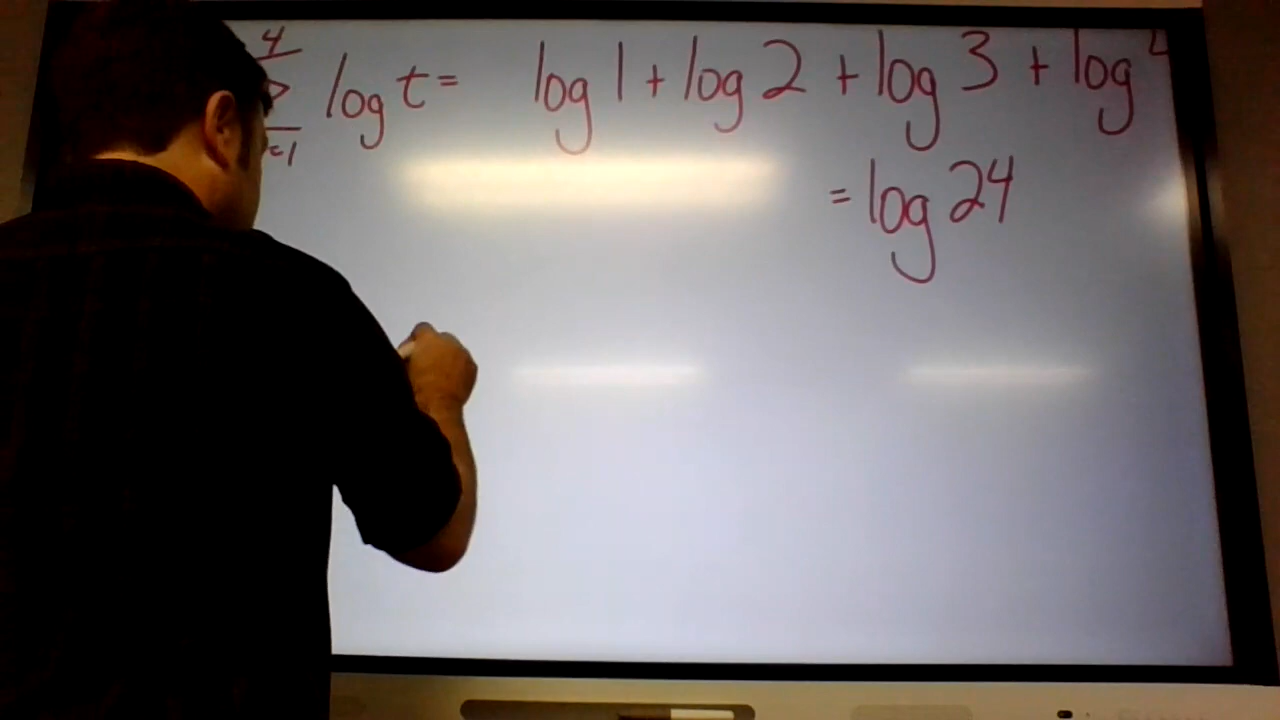 4
Σ log t = log 1 + log 2 + log 3 + log 4
=1
= log 24